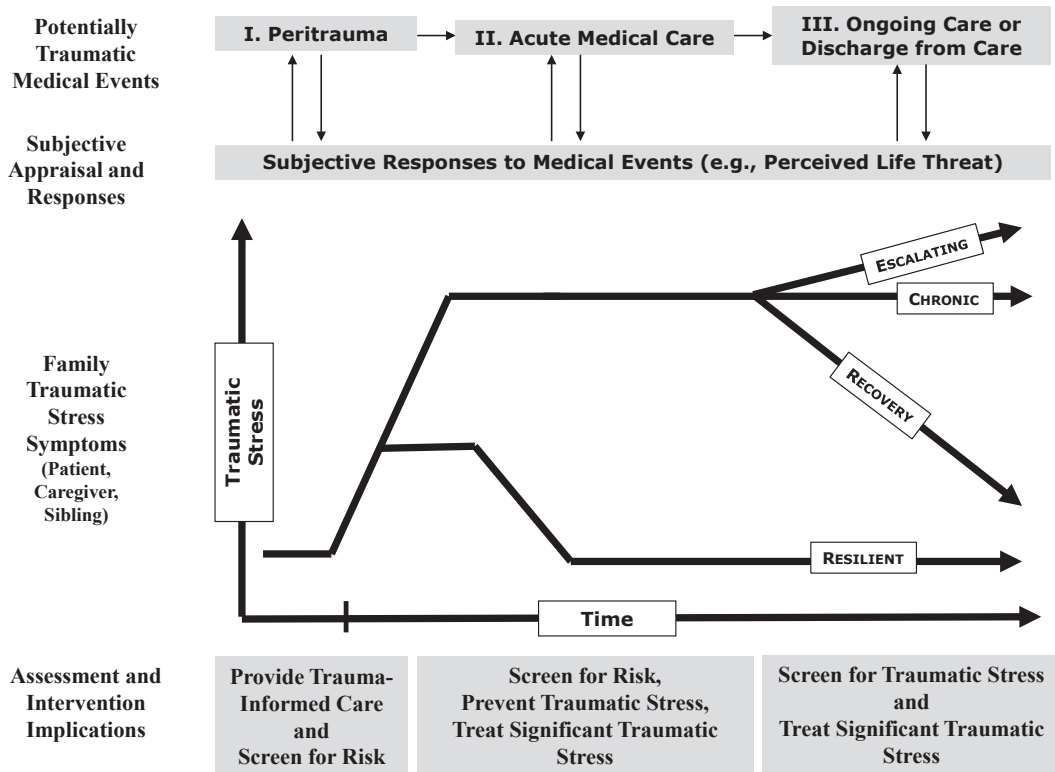 Potentially
Traumatic
Medical Events
I. Peritrauma
II. Acute Medical Care
III. Ongoing Care or
Discharge from Care
Subjective
Appraisal and
Responses
Subjective Responses to Medical Events (e.g., Perceived Life Threat)
Family
Traumatic
Stress
Symptoms
(Patient,
Caregiver,
Sibling)
Traumatic
Stress
ESCALATING
CHRONIC
RECOVERY
RESILIENT
Time
Assessment and
Intervention
Implications
Provide Trauma-
Informed Care
and
Screen for Risk
Screen for Risk,
Prevent Traumatic Stress,
Treat Significant Traumatic
Stress
Screen for Traumatic Stress
and
Treat Significant Traumatic
Stress